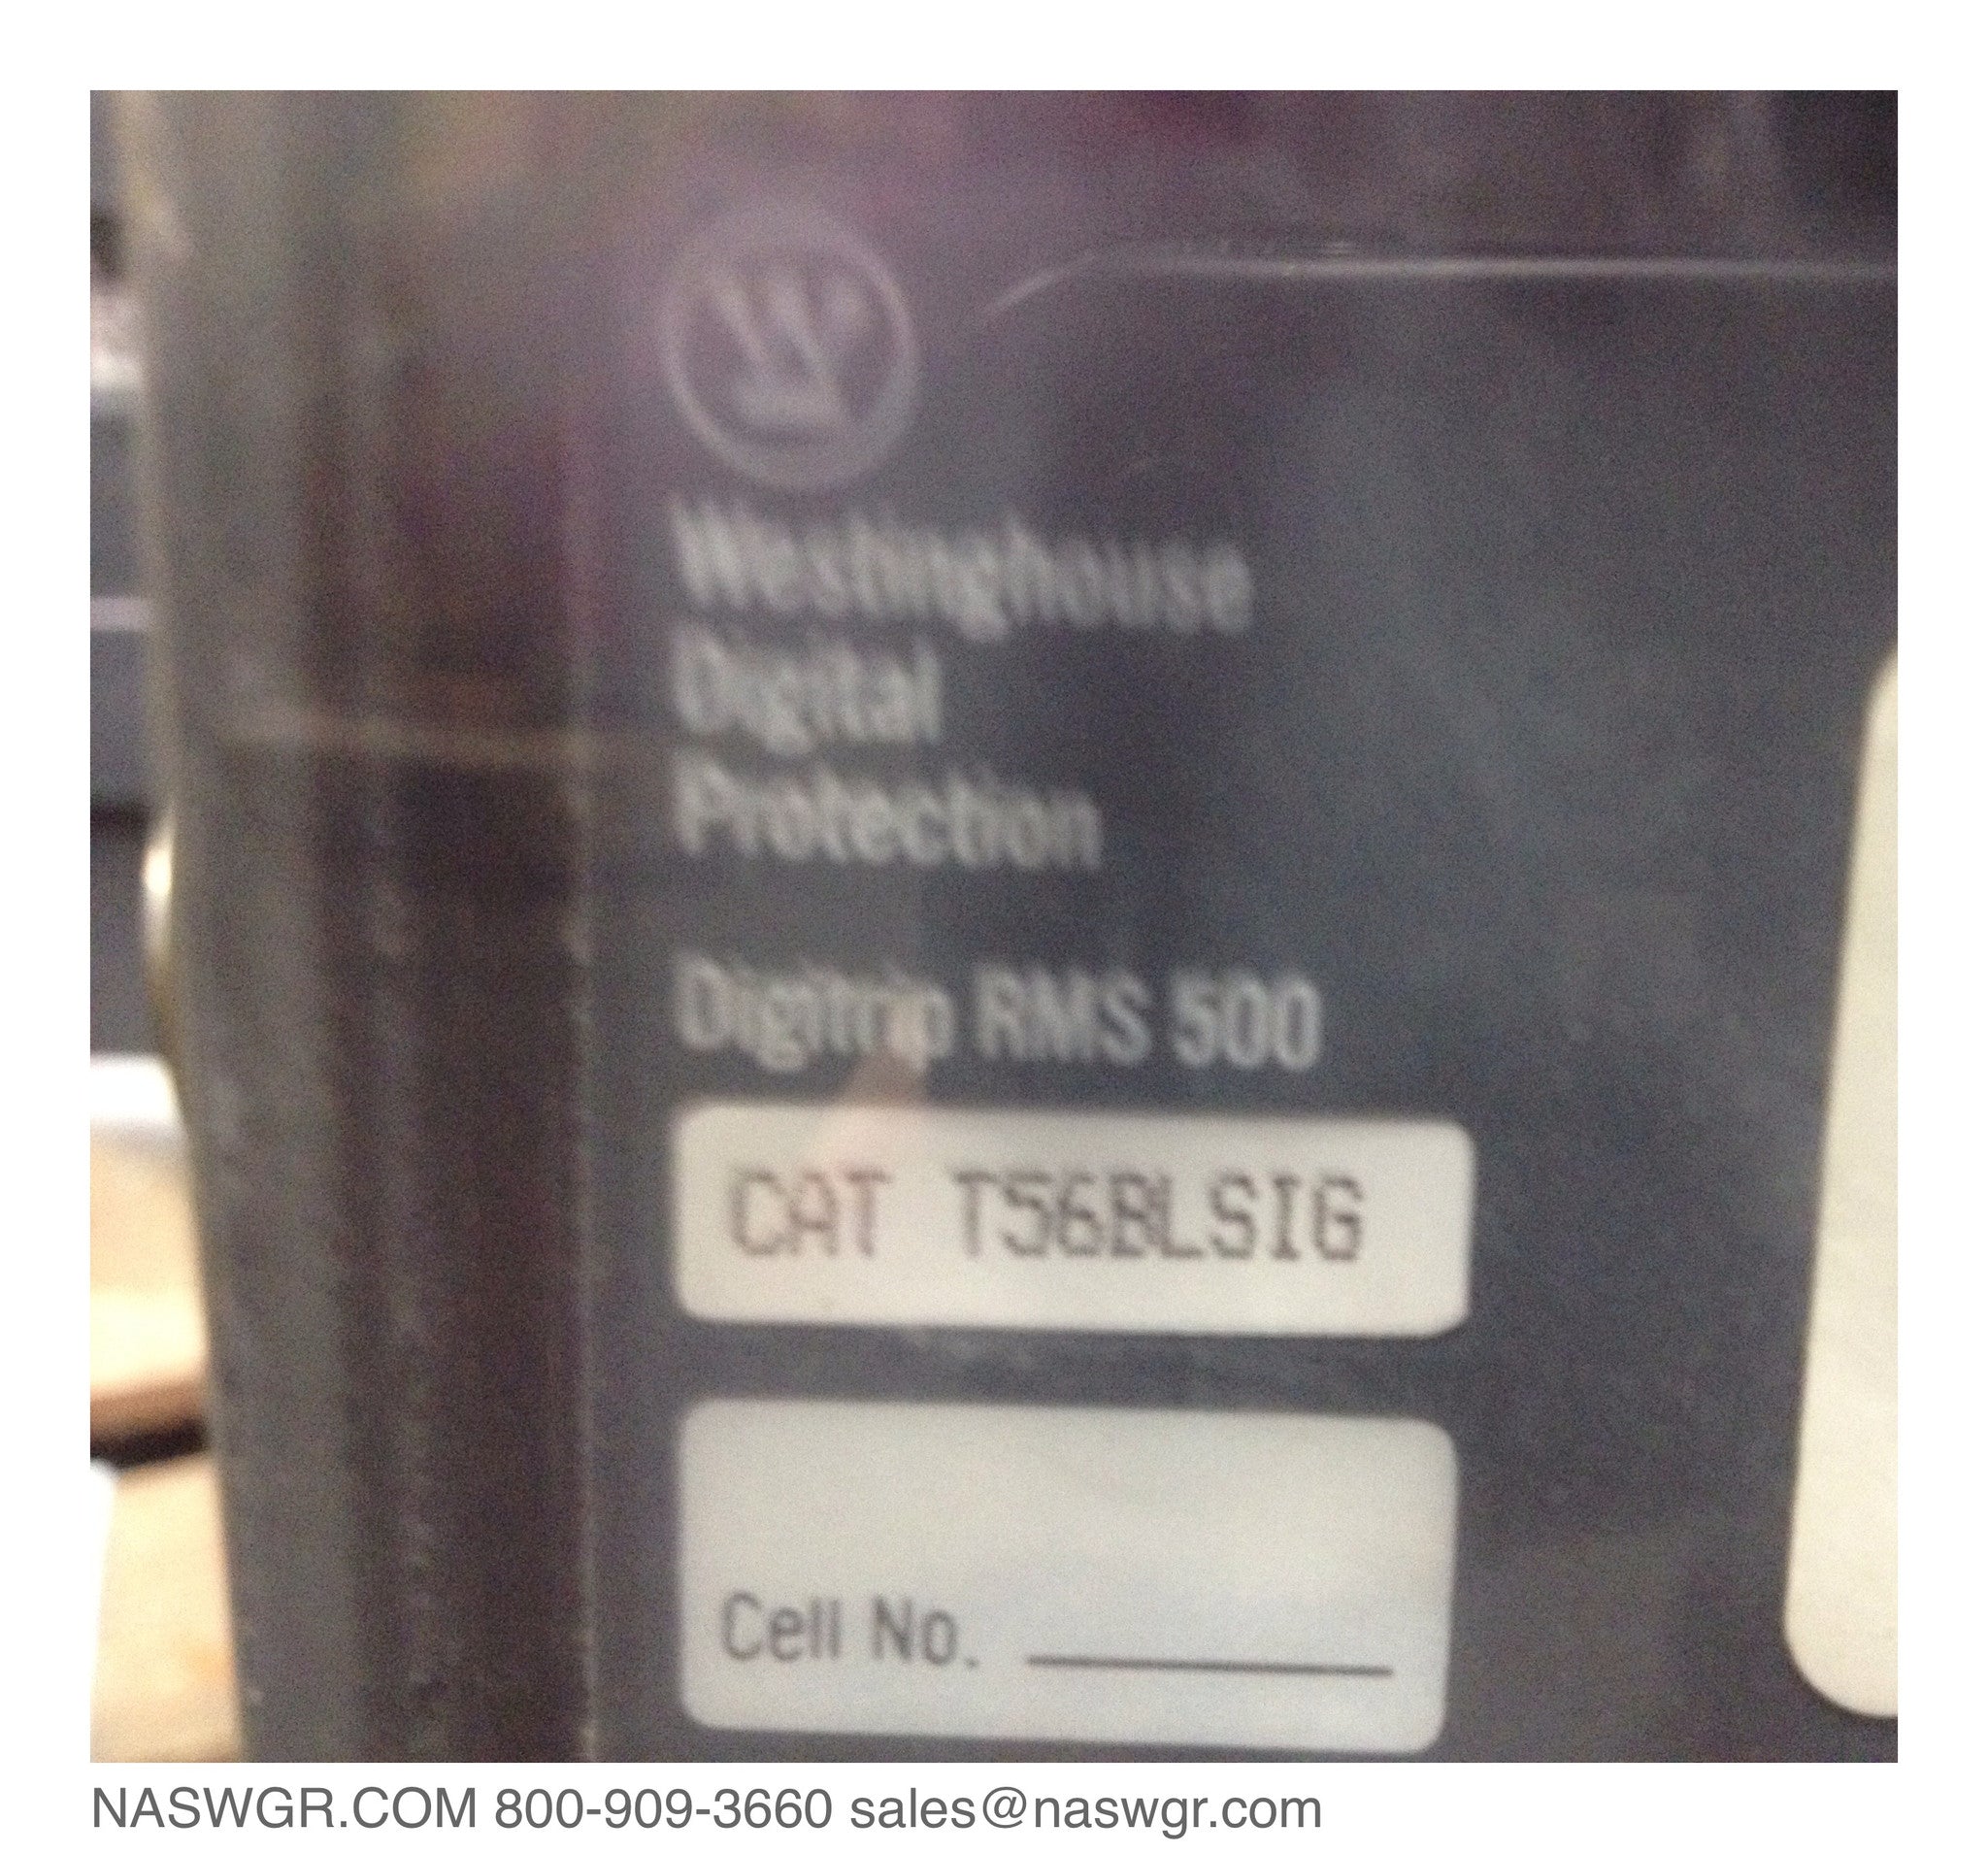 Westinghouse
Digital
Protection
Digitrip RMS 500
CAT T56BLSIG
Cell No.
NASWGR.COM 800-909-3660 sales@naswgr.com